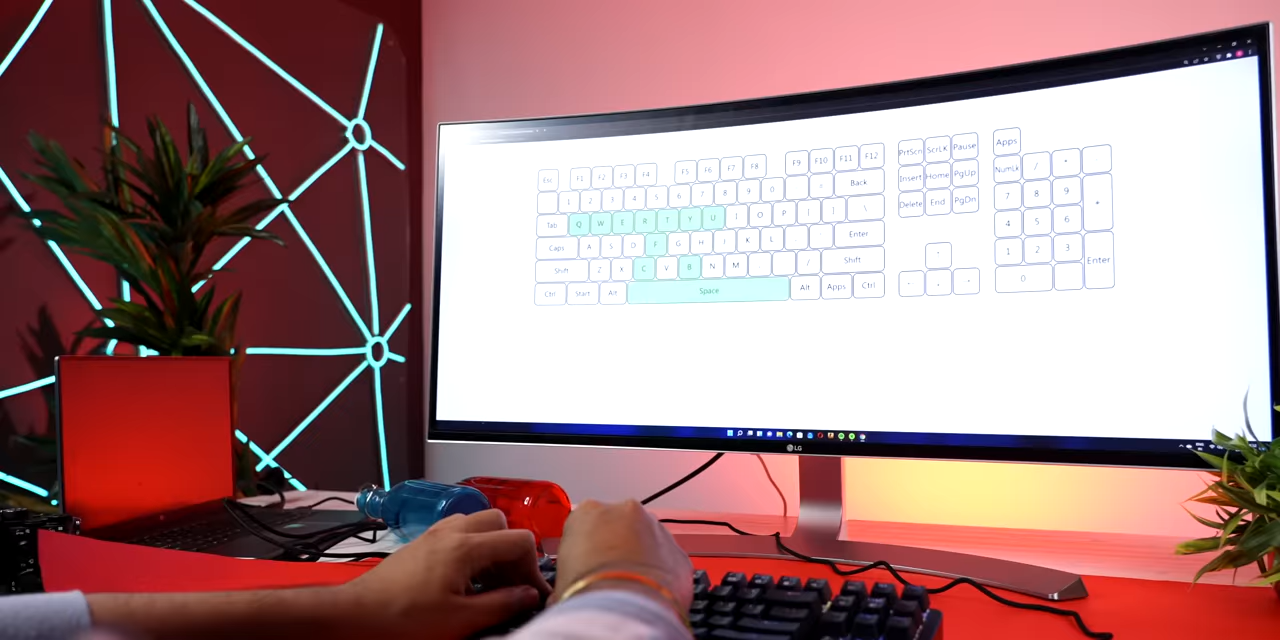 Esc F1 F2 F3 F4 F5 F6 F7 F8 F9 F10 F11 F12 PrtScn ScrLK Pause Apps
1 2 3 4 5 6 7 8 9 0 Back Insert Home PgUp NumLk / *
Tab Q W E R T Y U I O P [ ] \ Delete End PgDn 7 8 9 +
Caps A S D F G H J K L Enter 4 5 6
Shift Z X C V B N M / Shift 1 2 3 Enter
Ctrl Start Alt Space Alt Apps Ctrl 0
LG